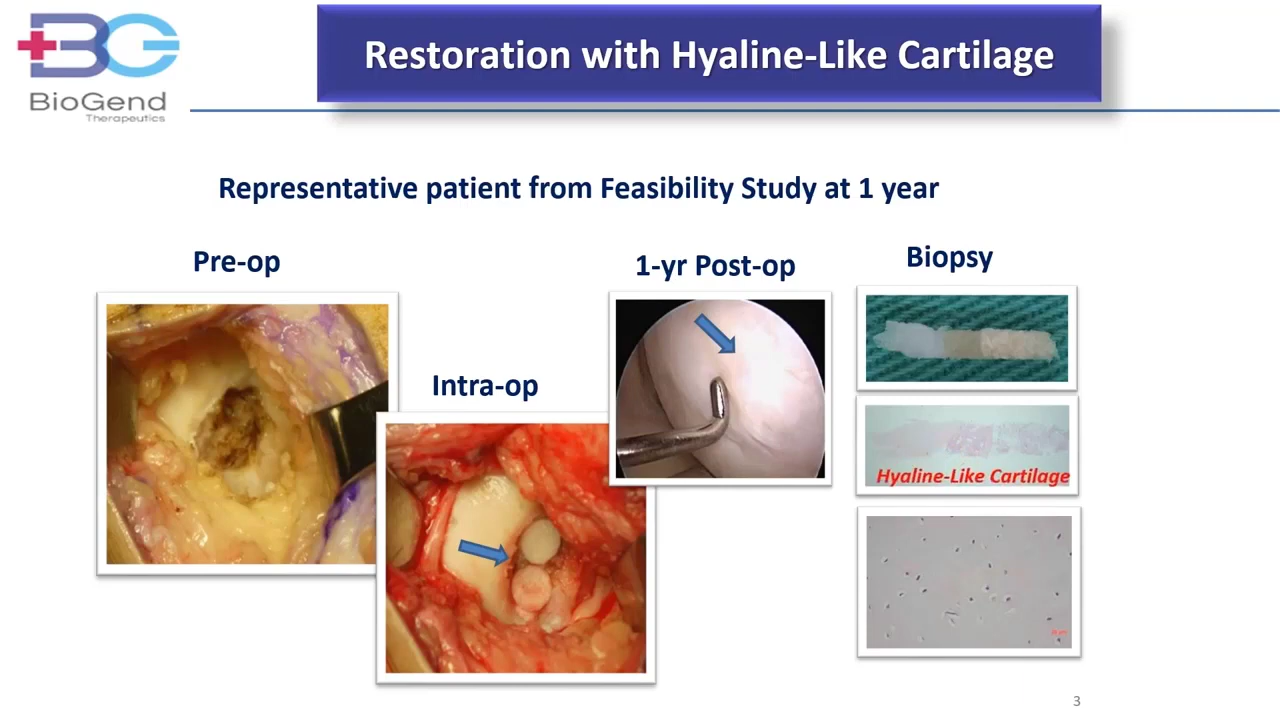 BG
BioGend
Therapeutics
Restoration with Hyaline-Like Cartilage
Representative patient from Feasibility Study at 1 year
Pre-op
Intra-op
1-yr Post-op
Biopsy
Hyaline-Like Cartilage
3